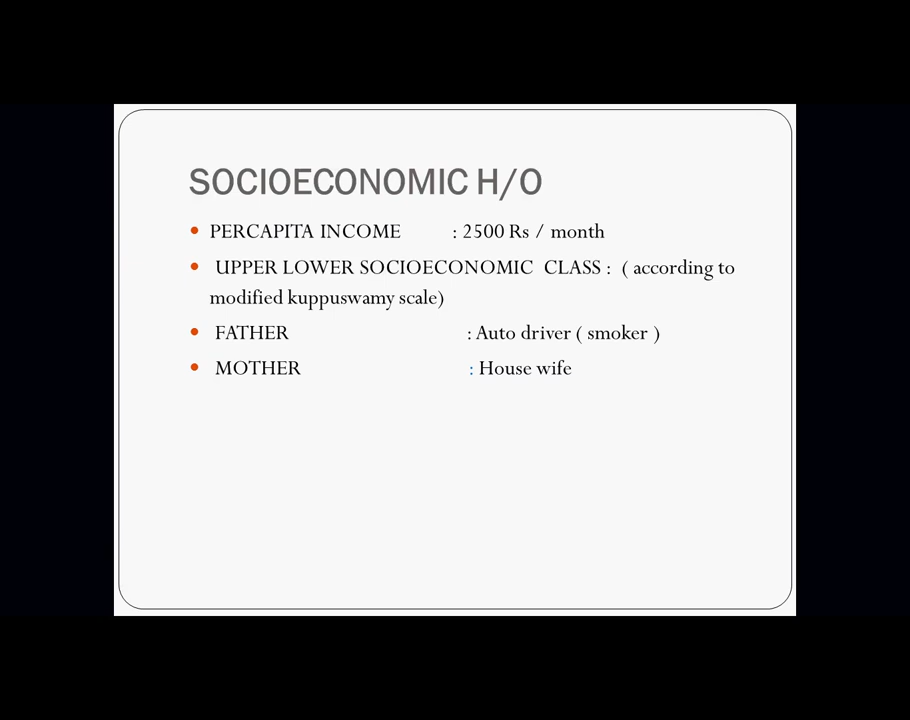 SOCIOECONOMIC H/O
• PERCAPITA INCOME : 2500 Rs / month
• UPPER LOWER SOCIOECONOMIC CLASS : ( according to
modified kuppuswamy scale)
• FATHER : Auto driver ( smoker )
• MOTHER : House wife